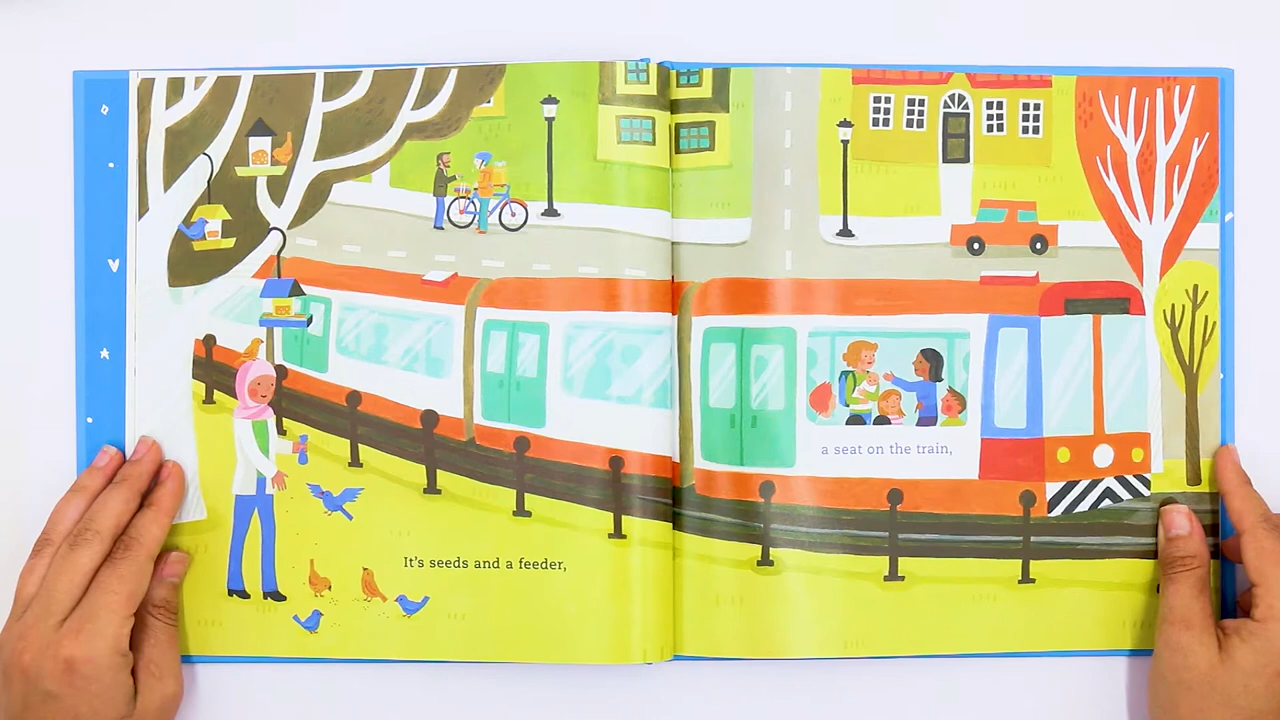 It's seeds and a feeder,
a seat on the train,